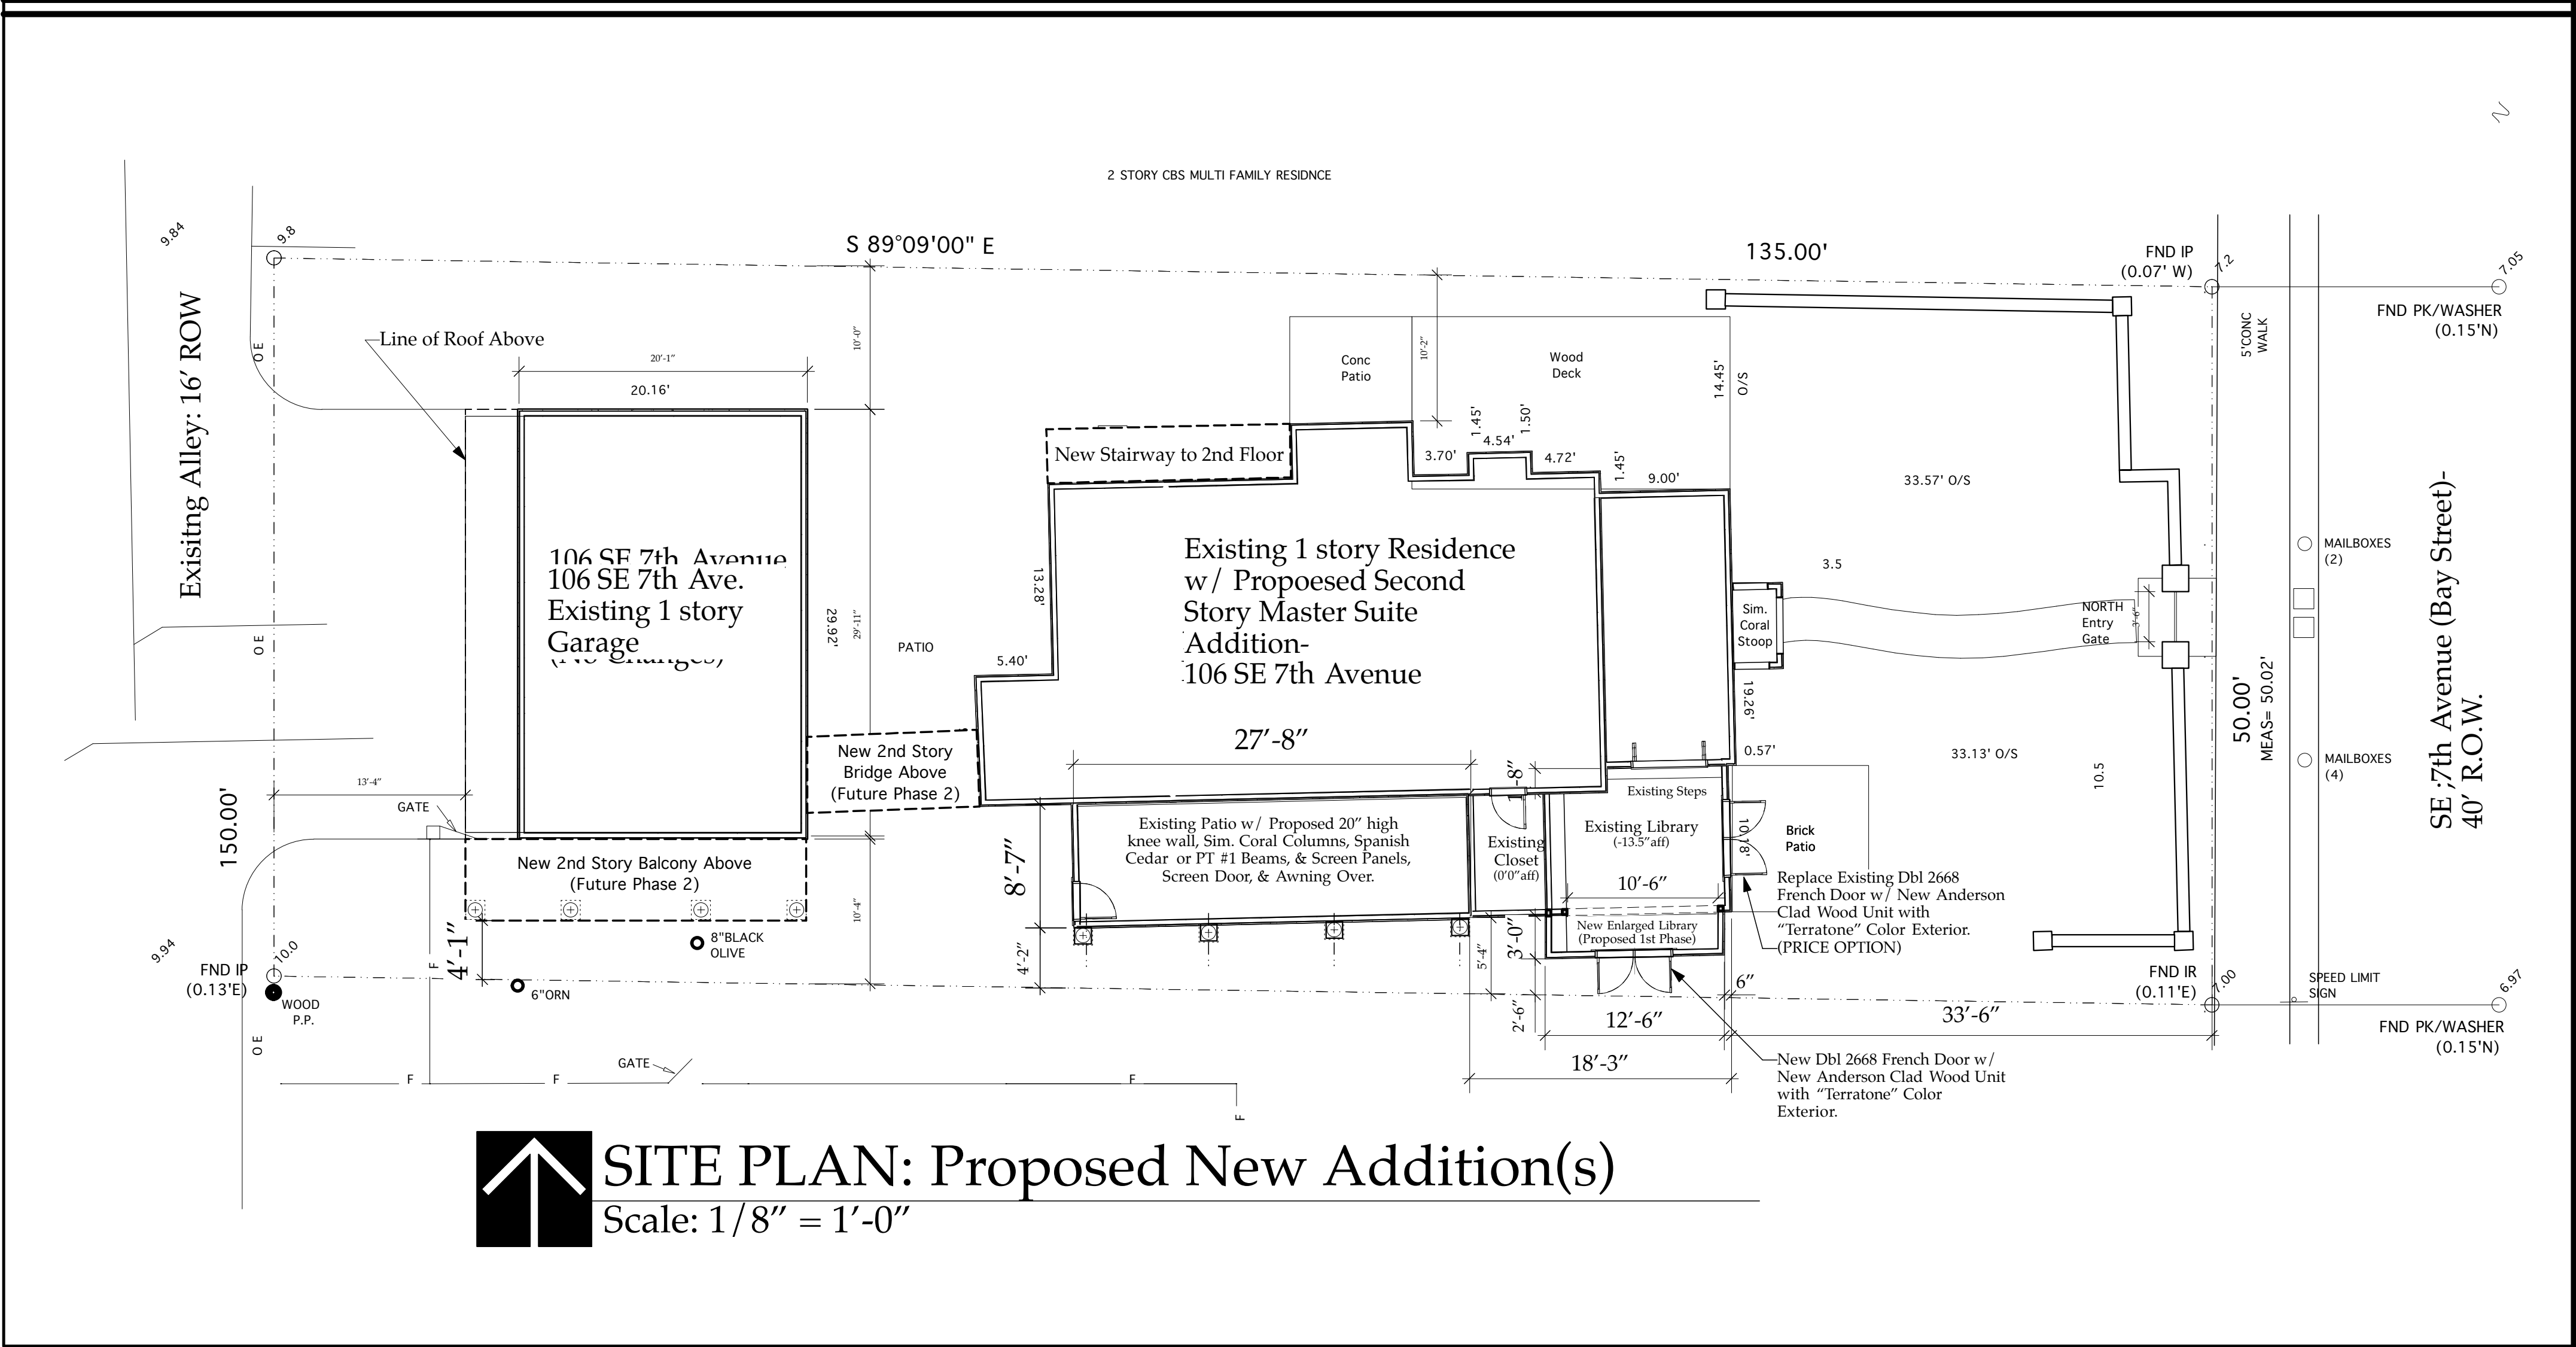 N
2 STORY CBS MULTI FAMILY RESIDNCE
9.84
9.8
S 89°09'00" E
135.00'
FND IP
(0.07' W)
7.2
7.05
FND PK/WASHER
(0.15'N)
5'CONC
WALK
Exisitng Alley: 16' ROW
O E
Line of Roof Above
20'-1"
20.16'
10'-0"
10'-2"
Conc
Patio
Wood
Deck
14.45'
O/S
New Stairway to 2nd Floor
1.45'
1.50'
4.54'
3.70'
4.72'
1.45'
9.00'
33.57' O/S
106 SE 7th Avenue
106 SE 7th Ave.
Existing 1 story
Garage
(No Changes)
29.92'
29'-11"
PATIO
13.28'
5.40'
Existing 1 story Residence
w/ Propoesed Second
Story Master Suite
Addition-
106 SE 7th Avenue
Sim.
Coral
Stoop
3.5
NORTH
Entry
Gate
3'-6"
MAILBOXES
(2)
MAILBOXES
(4)
50.00'
MEAS= 50.02'
SE ;7th Avenue (Bay Street)-
40' R.O.W.
O E
19.26'
0.57'
33.13' O/S
10.5
27'-8"
New 2nd Story
Bridge Above
(Future Phase 2)
13'-4"
GATE
150.00'
New 2nd Story Balcony Above
(Future Phase 2)
10'-4"
8'-7"
Existing Patio w/ Proposed 20" high
knee wall, Sim. Coral Columns, Spanish
Cedar or PT #1 Beams, & Screen Panels,
Screen Door, & Awning Over.
Existing
Closet
(0'0"aff)
Existing Steps
Existing Library
(-13.5"aff)
10'-6"
10.18'
Brick
Patio
New Enlarged Library
(Proposed 1st Phase)
Replace Existing Dbl 2668
French Door w/ New Anderson
Clad Wood Unit with
"Terratone" Color Exterior.
(PRICE OPTION)
4'-1"
8"BLACK
OLIVE
6"ORN
4'-2"
5'-4"
3'-0"
2'-6"
6"
12'-6"
18'-3"
33'-6"
9.94
10.0
FND IP
(0.13'E)
WOOD
P.P.
O E
F
GATE
F
F
F
F
FND IR
(0.11'E)
7.00
SPEED LIMIT
SIGN
6.97
FND PK/WASHER
(0.15'N)
New Dbl 2668 French Door w/
New Anderson Clad Wood Unit
with "Terratone" Color
Exterior.
SITE PLAN: Proposed New Addition(s)
Scale: 1/8" = 1'-0"